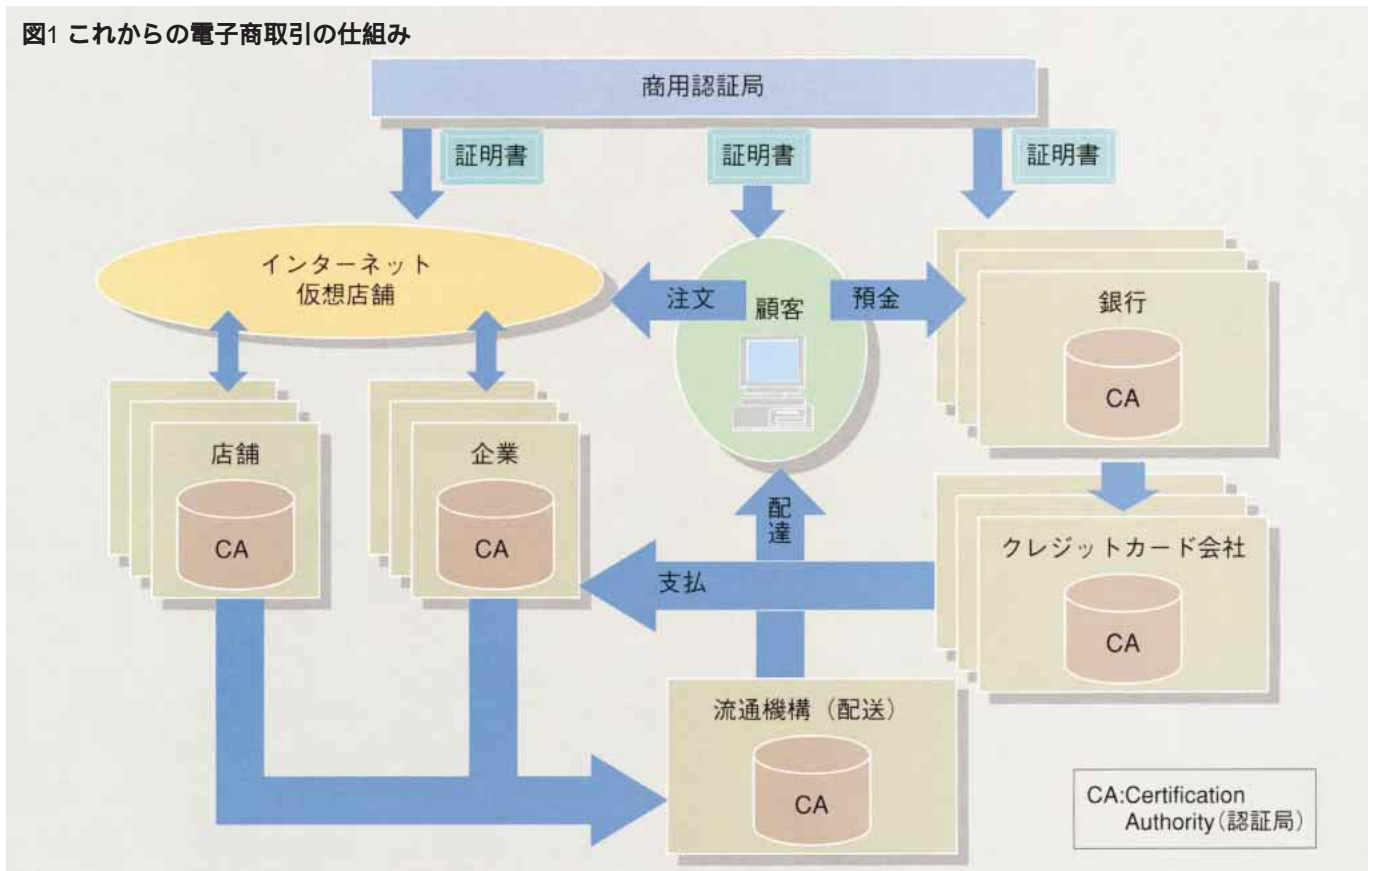 図1 これからの電子商取引の仕組み
商用認証局
証明書
証明書
証明書
インターネット
仮想店舗
注文
顧客
預金
銀行
CA
店舗
CA
企業
CA
配達
クレジットカード会社
CA
支払
流通機構（配送）
CA
CA:Certification
Authority（認証局）